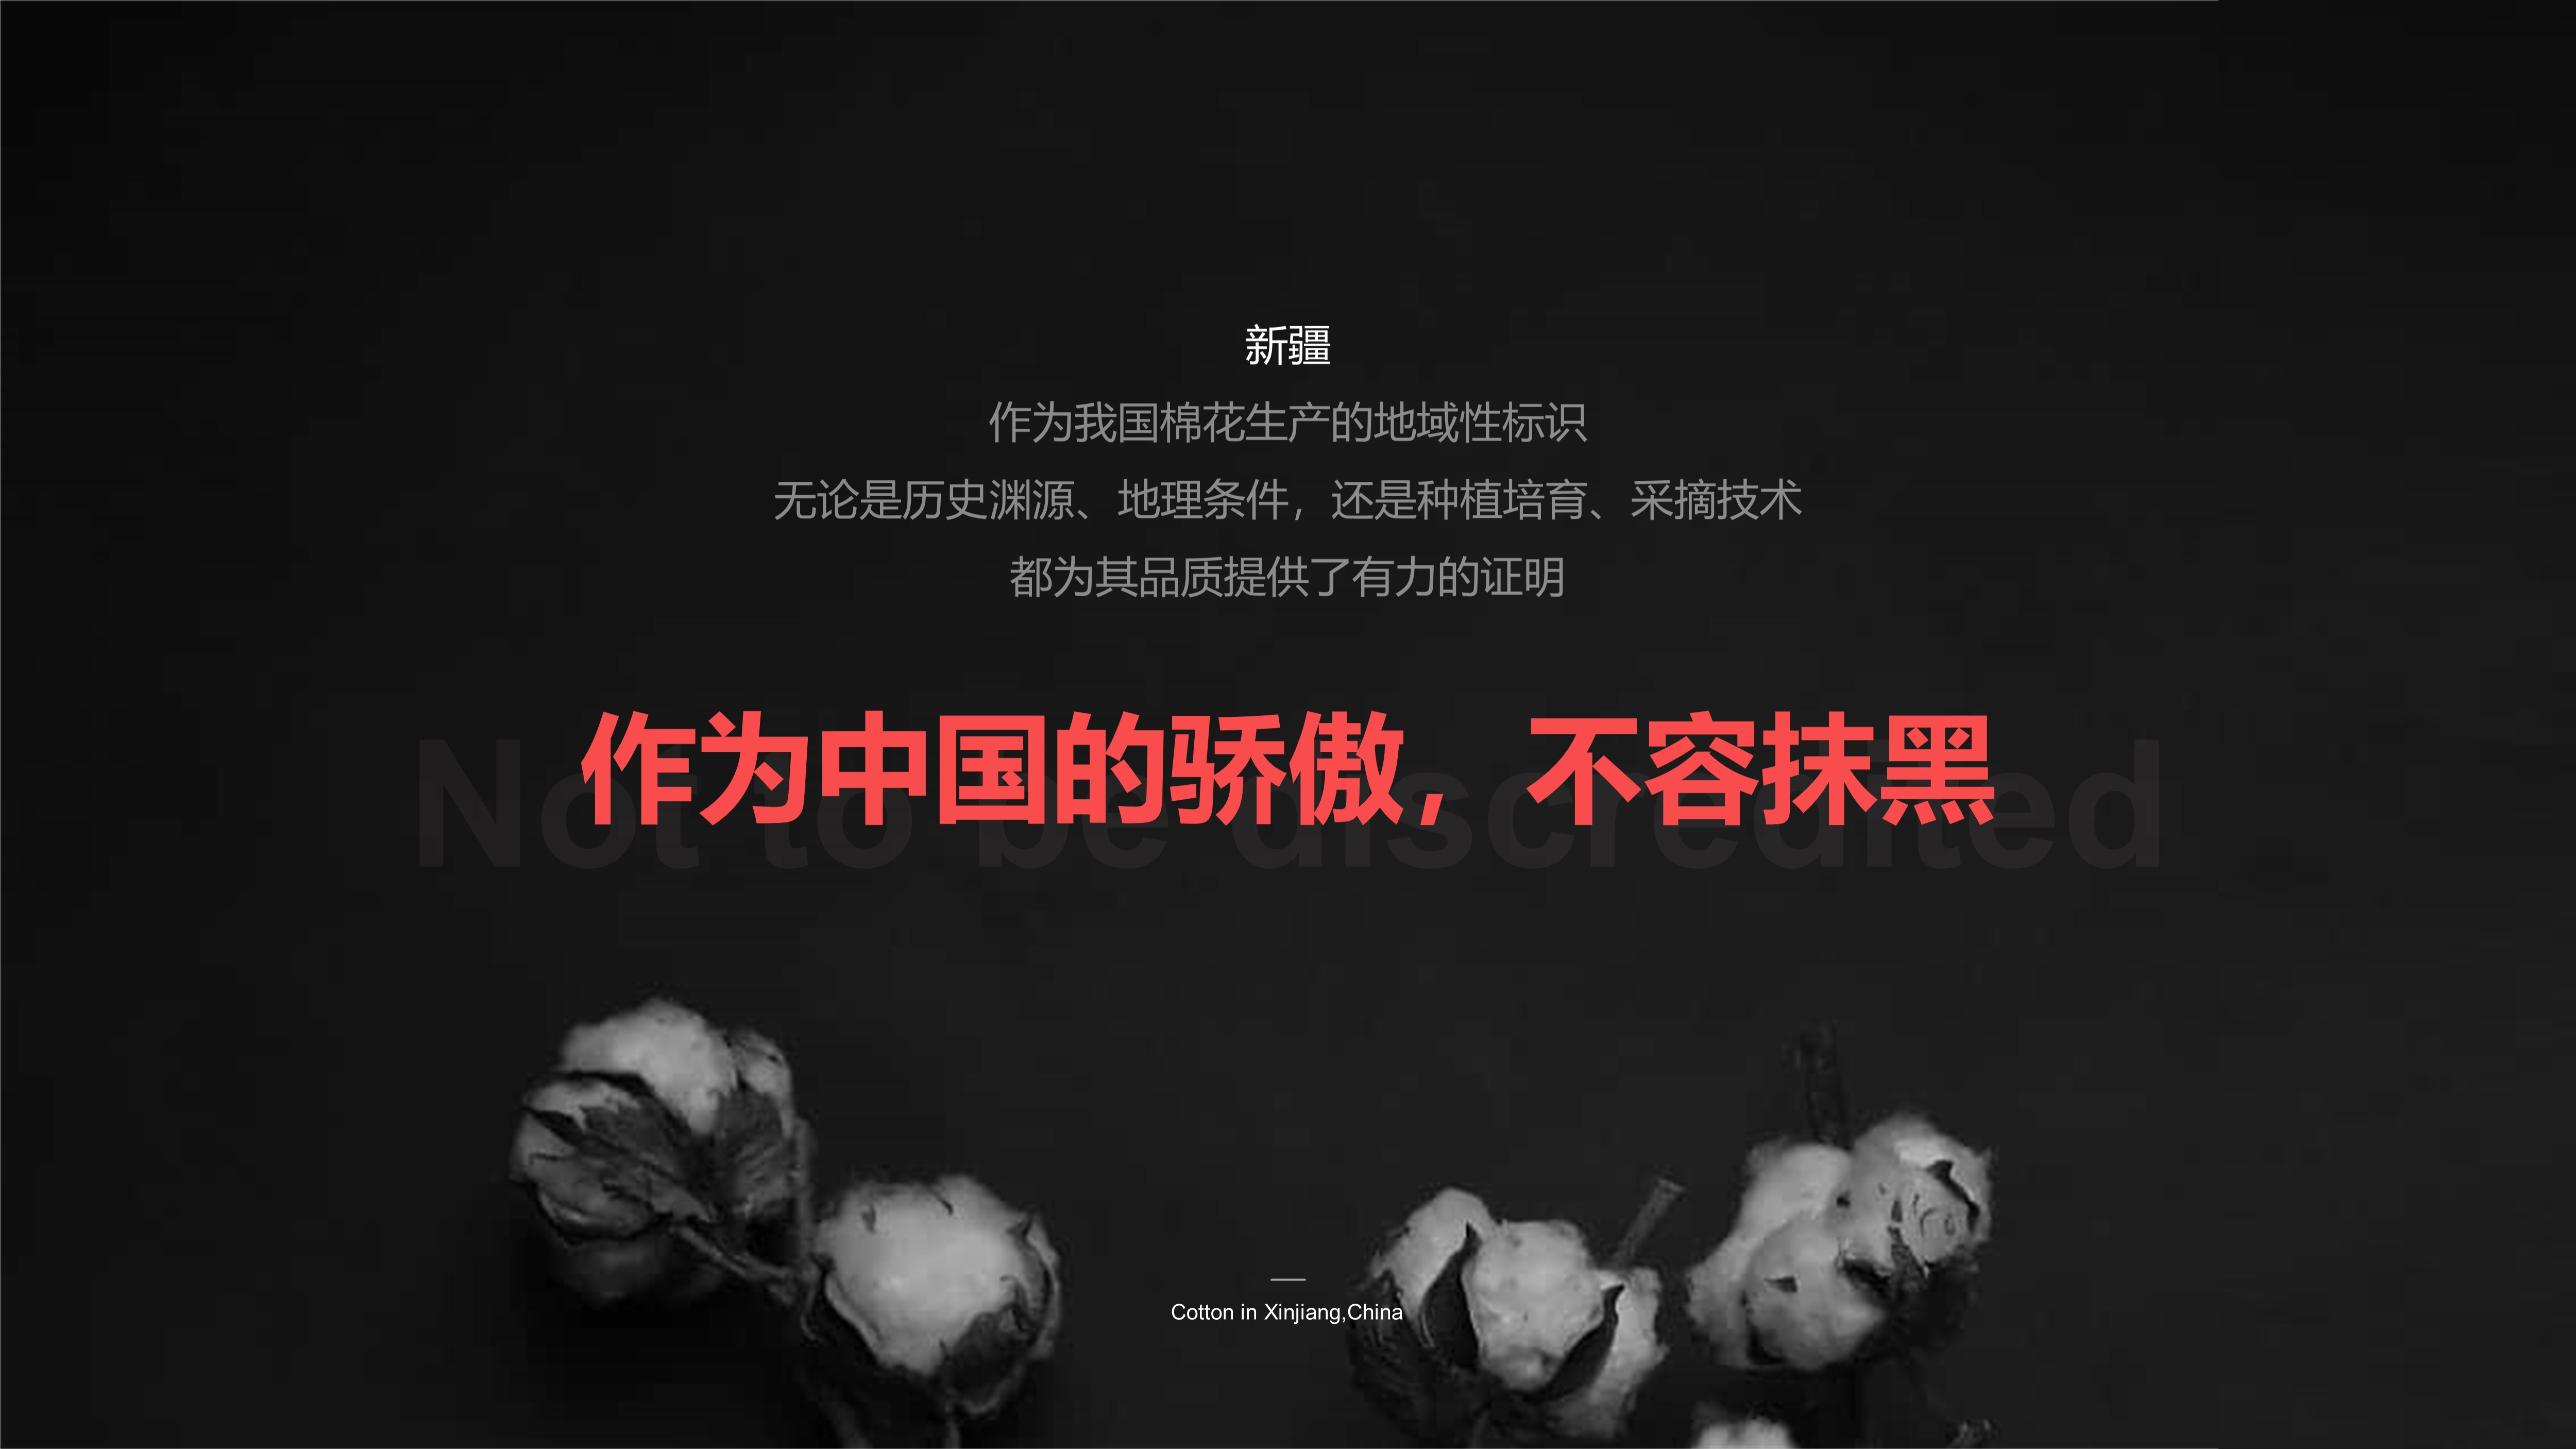 新疆
作为我国棉花生产的地域性标识
无论是历史渊源、地理条件，还是种植培育、采摘技术
都为其品质提供了有力的证明
作为中国的骄傲，不容抹黑
Not to be discredited
Cotton in Xinjiang,China